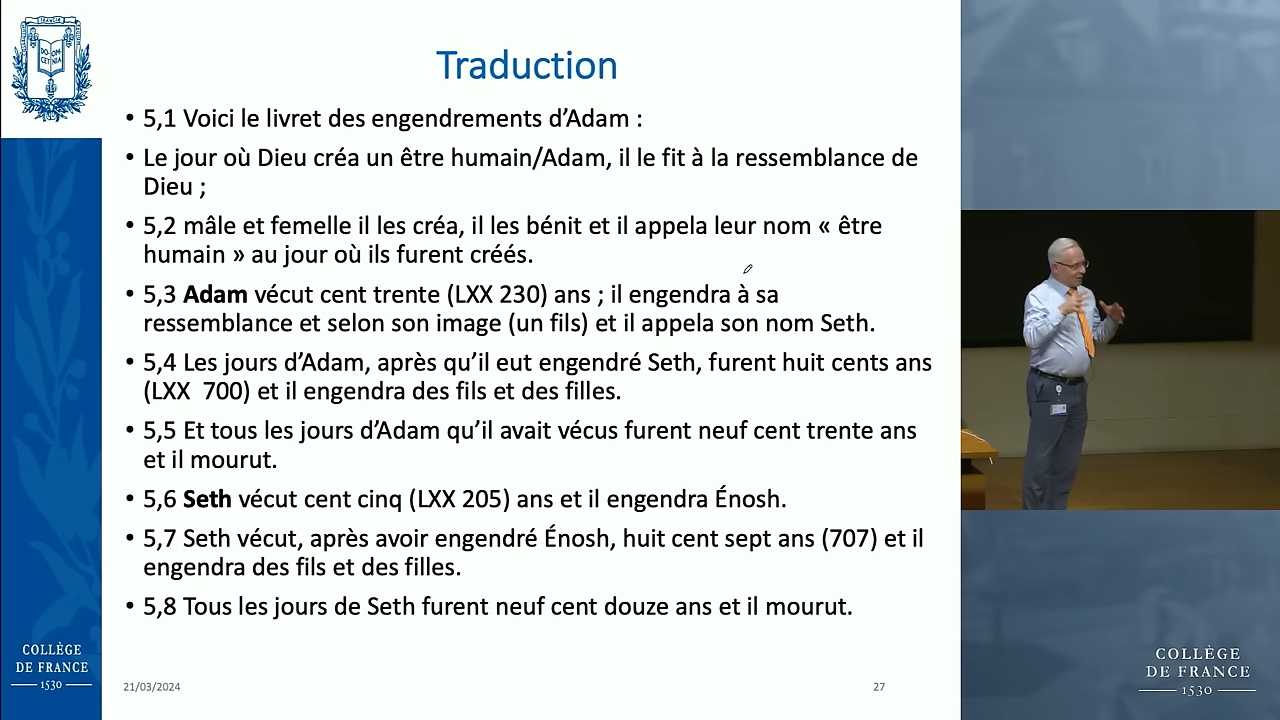 Traduction
• 5,1 Voici le livret des engendrements d’Adam :
• Le jour où Dieu créa un être humain/Adam, il le fit à la ressemblance de
Dieu ;
• 5,2 mâle et femelle il les créa, il les bénit et il appela leur nom « être
humain » au jour où ils furent créés.
• 5,3 Adam vécut cent trente (LXX 230) ans ; il engendra à sa
ressemblance et selon son image (un fils) et il appela son nom Seth.
• 5,4 Les jours d’Adam, après qu’il eut engendré Seth, furent huit cents ans
(LXX  700) et il engendra des fils et des filles.
• 5,5 Et tous les jours d’Adam qu’il avait vécus furent neuf cent trente ans
et il mourut.
• 5,6 Seth vécut cent cinq (LXX 205) ans et il engendra Énosh.
• 5,7 Seth vécut, après avoir engendré Énosh, huit cent sept ans (707) et il
engendra des fils et des filles.
• 5,8 Tous les jours de Seth furent neuf cent douze ans et il mourut.
COLLÈGE
DE FRANCE
1530
21/03/2024
27
COLLÈGE
DE FRANCE
1530